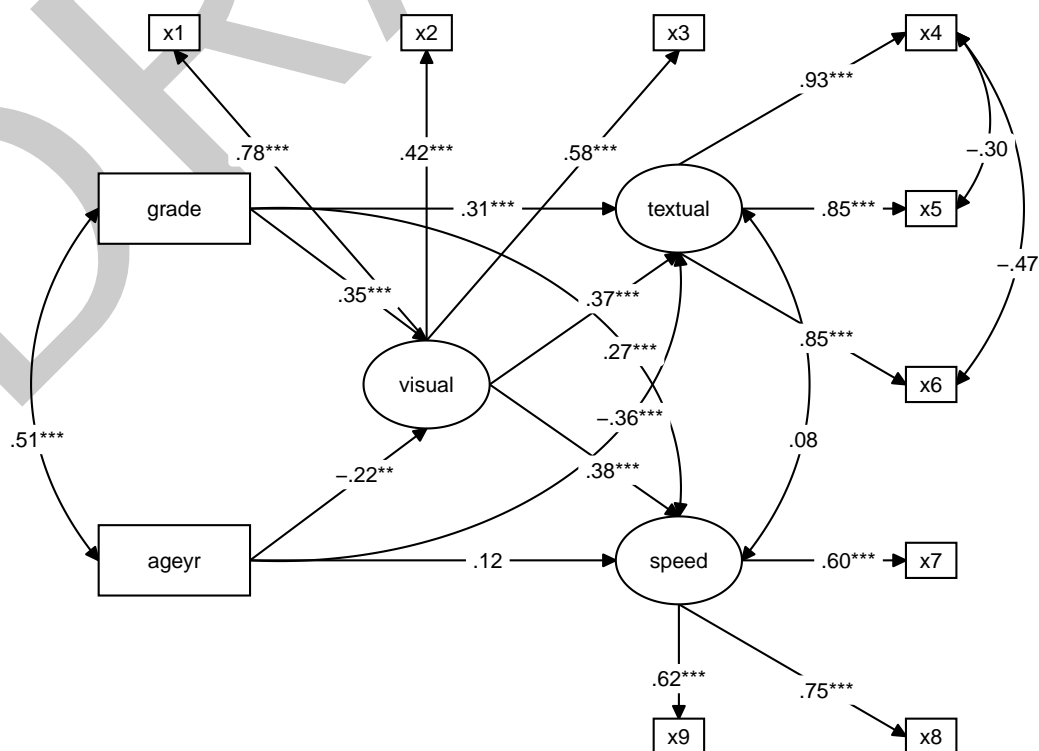 x1
x2
x3
x4
.93***
.78***
.42***
.58***
−.30
grade
.31***
textual
.85***
x5
−.47
.35***
.37***
.27***
.85***
visual
x6
−.36***
.51***
.08
.38***
−.22**
ageyr
.12
speed
.60***
x7
.62***
.75***
x9
x8